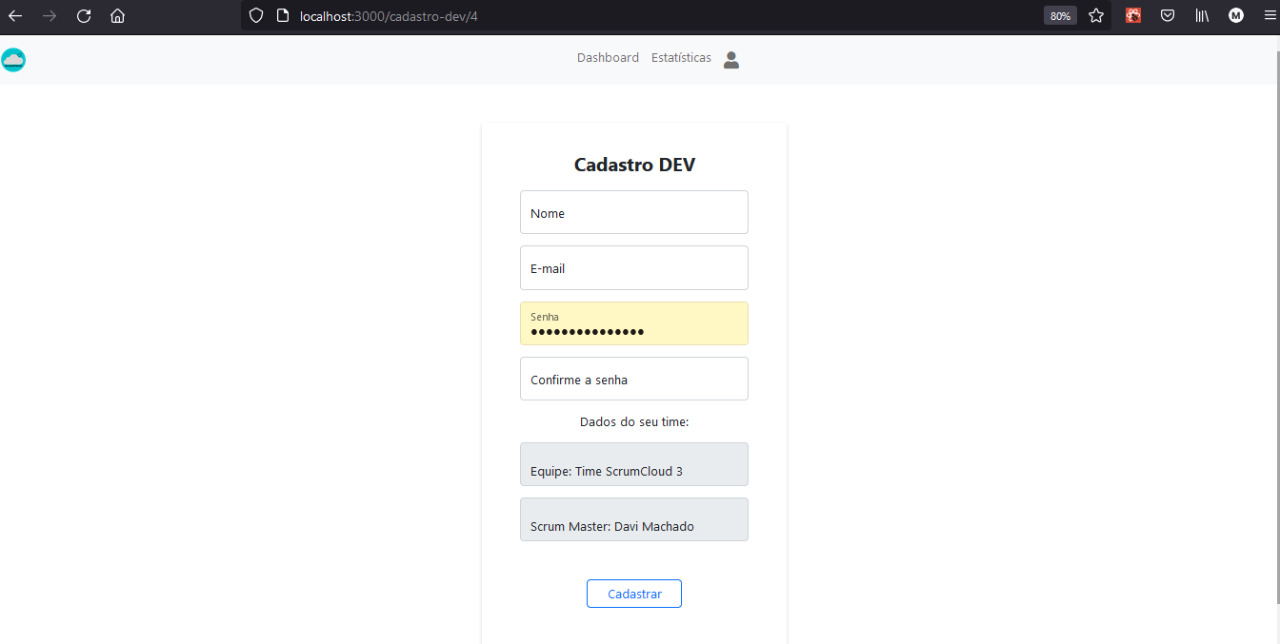 localhost:3000/cadastro-dev/4
80%
M
Dashboard Estatísticas
Cadastro DEV
Nome
E-mail
Senha
●●●●●●●●●●●●●●●
Confirme a senha
Dados do seu time:
Equipe: Time ScrumCloud 3
Scrum Master: Davi Machado
Cadastrar